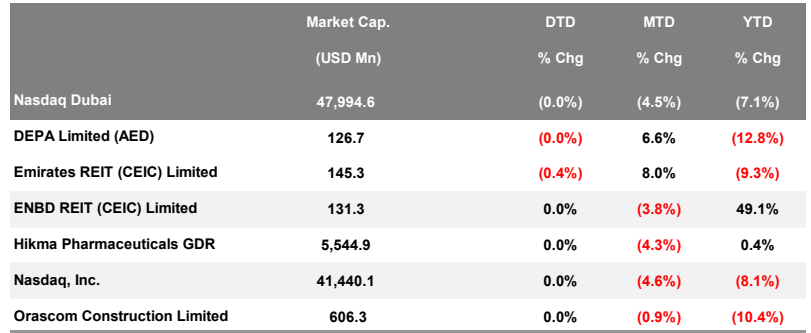 Market Cap. DTD MTD YTD
(USD Mn) % Chg % Chg % Chg
Nasdaq Dubai 47,994.6 (0.0%) (4.5%) (7.1%)
DEPA Limited (AED) 126.7 (0.0%) 6.6% (12.8%)
Emirates REIT (CEIC) Limited 145.3 (0.4%) 8.0% (9.3%)
ENBD REIT (CEIC) Limited 131.3 0.0% (3.8%) 49.1%
Hikma Pharmaceuticals GDR 5,544.9 0.0% (4.3%) 0.4%
Nasdaq, Inc. 41,440.1 0.0% (4.6%) (8.1%)
Orascom Construction Limited 606.3 0.0% (0.9%) (10.4%)